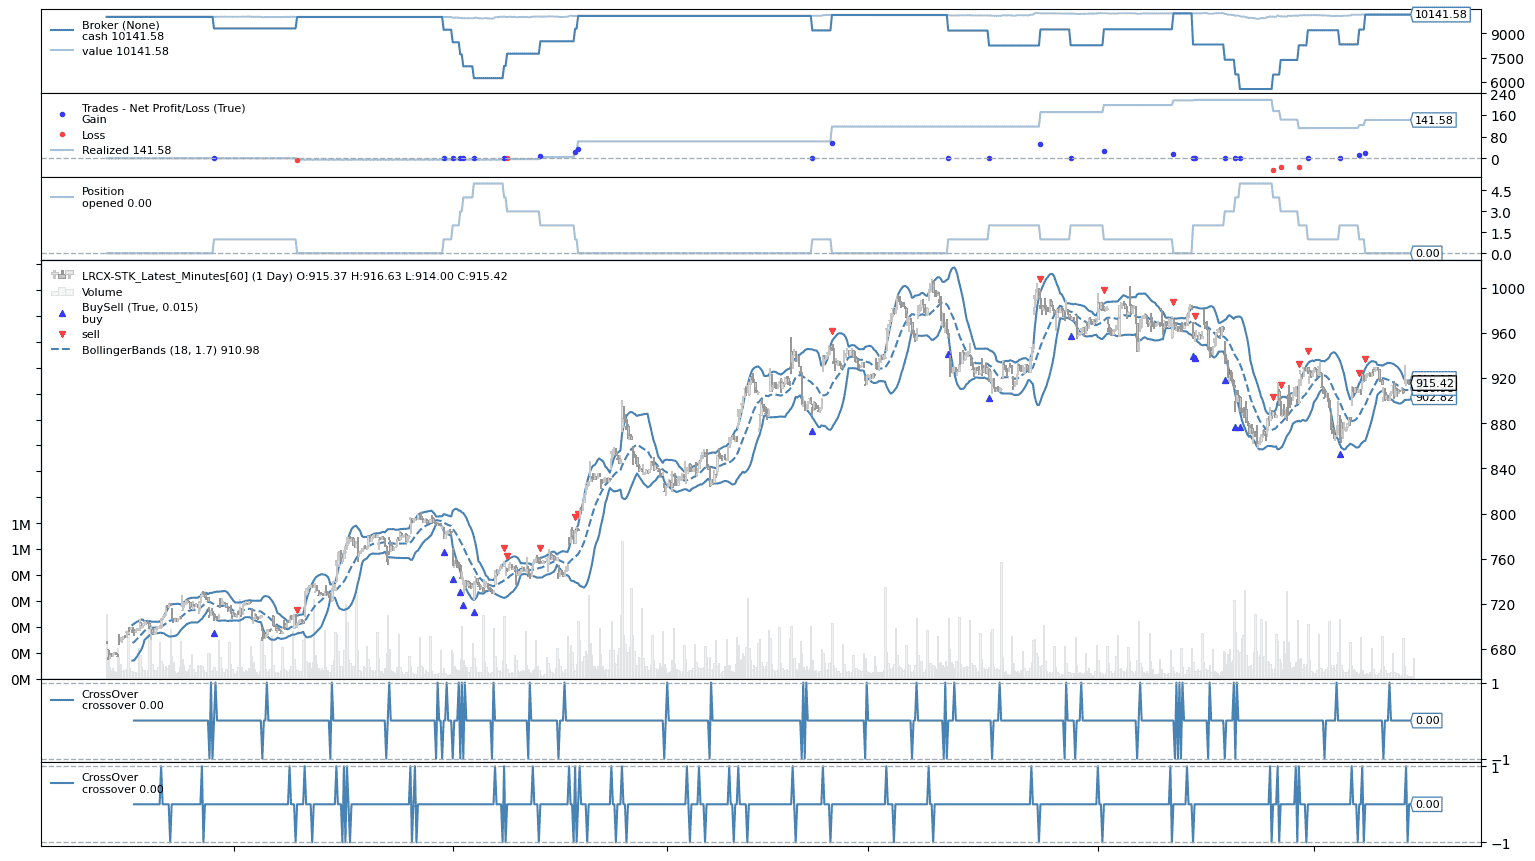 Broker (None)
cash 10141.58
value 10141.58
10141.58
9000
7500
6000
Trades - Net Profit/Loss (True)
Gain
Loss
Realized 141.58
240
160
141.58
80
0
Position
opened 0.00
4.5
3.0
1.5
0.00
0.0
LRCX-STK_Latest_Minutes[60] (1 Day) O:915.37 H:916.63 L:914.00 C:915.42
Volume
BuySell (True, 0.015)
buy
sell
BollingerBands (18, 1.7) 910.98
1000
960
920
915.42
902.82
880
840
800
760
720
680
1M
1M
0M
0M
0M
0M
0M
CrossOver
crossover 0.00
1
0.00
−1
CrossOver
crossover 0.00
1
0.00
−1